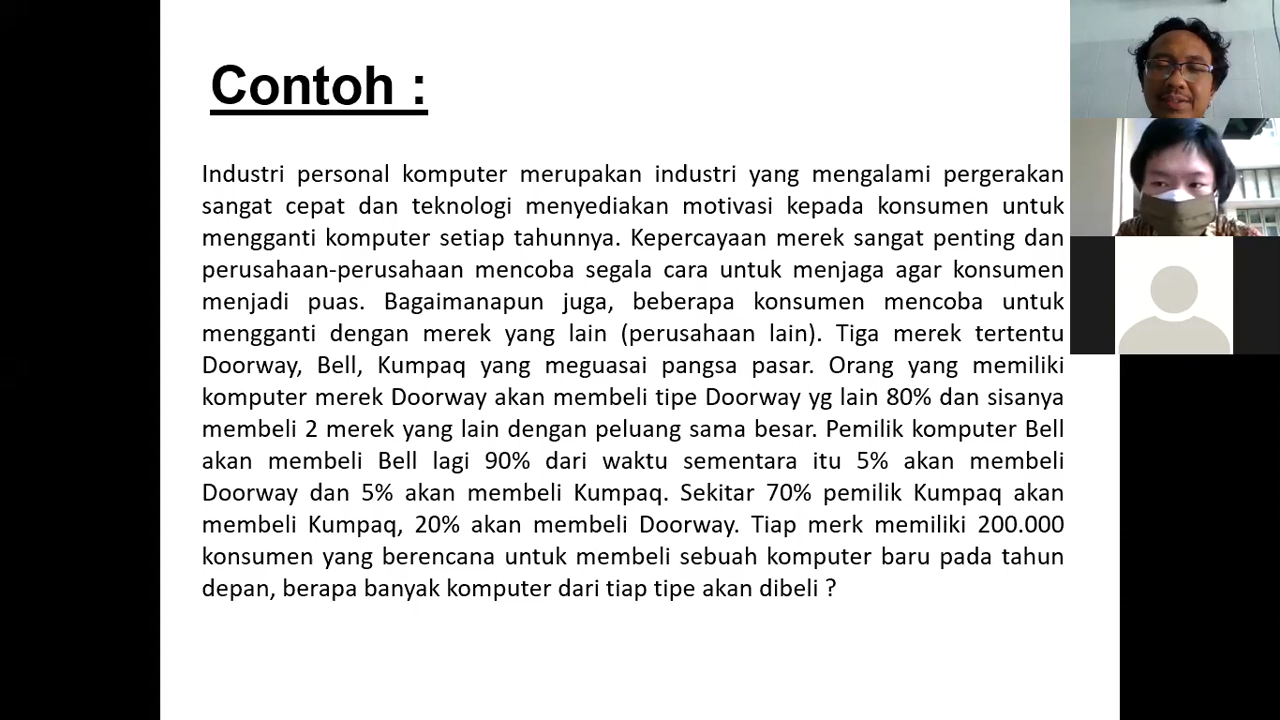 Contoh :
Industri personal komputer merupakan industri yang mengalami pergerakan
sangat cepat dan teknologi menyediakan motivasi kepada konsumen untuk
mengganti komputer setiap tahunnya. Kepercayaan merek sangat penting dan
perusahaan-perusahaan mencoba segala cara untuk menjaga agar konsumen
menjadi puas. Bagaimanapun juga, beberapa konsumen mencoba untuk
mengganti dengan merek yang lain (perusahaan lain). Tiga merek tertentu
Doorway, Bell, Kumpaq yang meguasai pangsa pasar. Orang yang memiliki
komputer merek Doorway akan membeli tipe Doorway yg lain 80% dan sisanya
membeli 2 merek yang lain dengan peluang sama besar. Pemilik komputer Bell
akan membeli Bell lagi 90% dari waktu sementara itu 5% akan membeli
Doorway dan 5% akan membeli Kumpaq. Sekitar 70% pemilik Kumpaq akan
membeli Kumpaq, 20% akan membeli Doorway. Tiap merk memiliki 200.000
konsumen yang berencana untuk membeli sebuah komputer baru pada tahun
depan, berapa banyak komputer dari tiap tipe akan dibeli ?